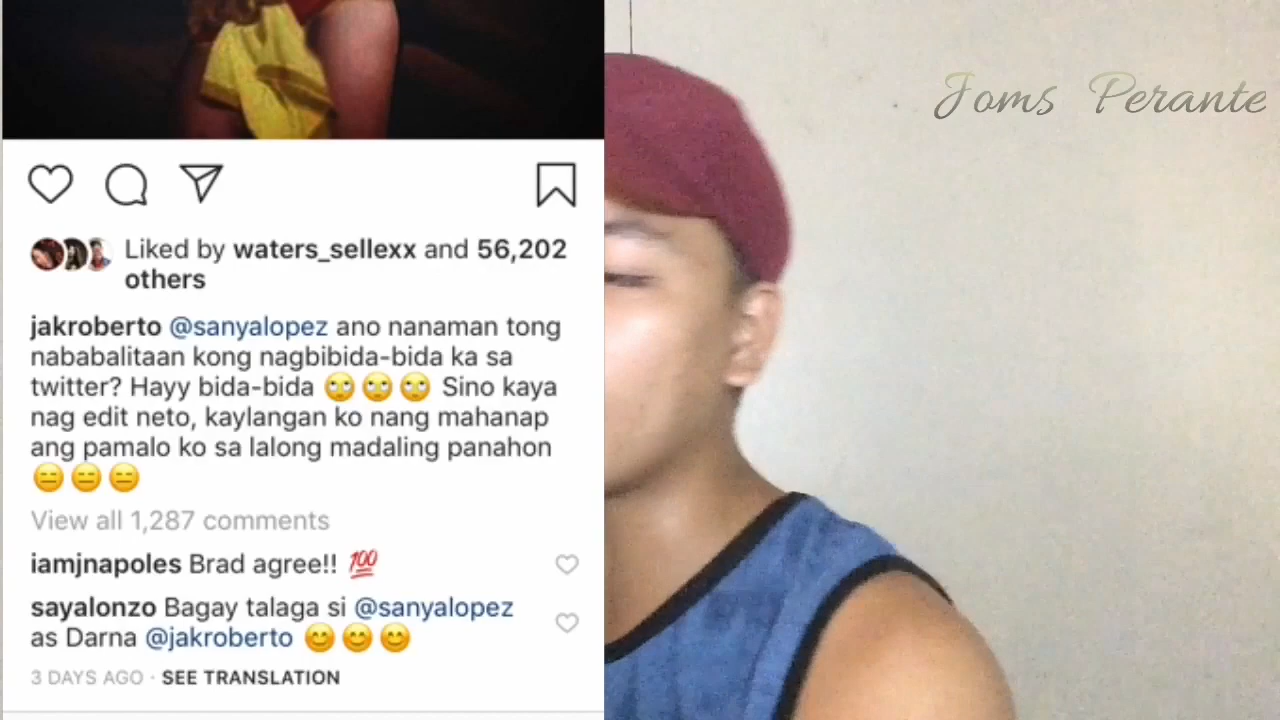 Joms Perante
Liked by waters_sellexx and 56,202
others
jakroberto @sanyalopez ano nanaman tong
nababalitaan kong nagbibida-bida ka sa
twitter? Hayy bida-bida 🙄 🙄 🙄 Sino kaya
nag edit neto, kaylangan ko nang mahanap
ang pamalo ko sa lalong madaling panahon
😑 😑 😑
View all 1,287 comments
iamjnapoles Brad agree!! 💯
sayalonzo Bagay talaga si @sanyalopez
as Darna @jakroberto 😊 😊 😊
3 DAYS AGO · SEE TRANSLATION